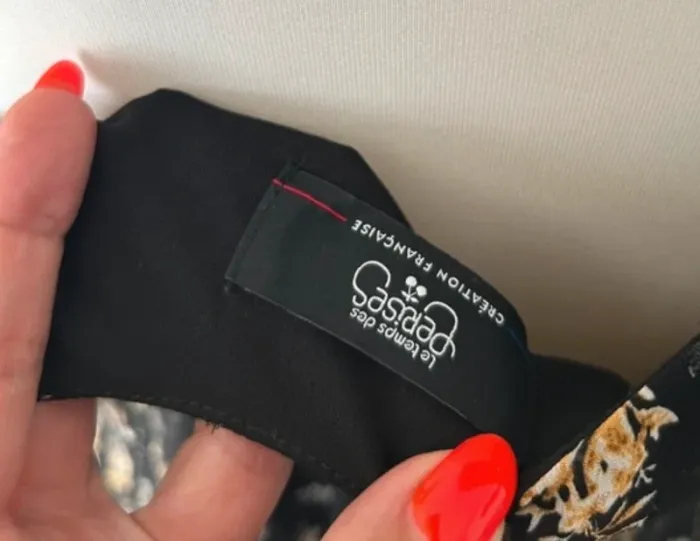 Le temps des
cerises
CRÉATION FRANÇAISE